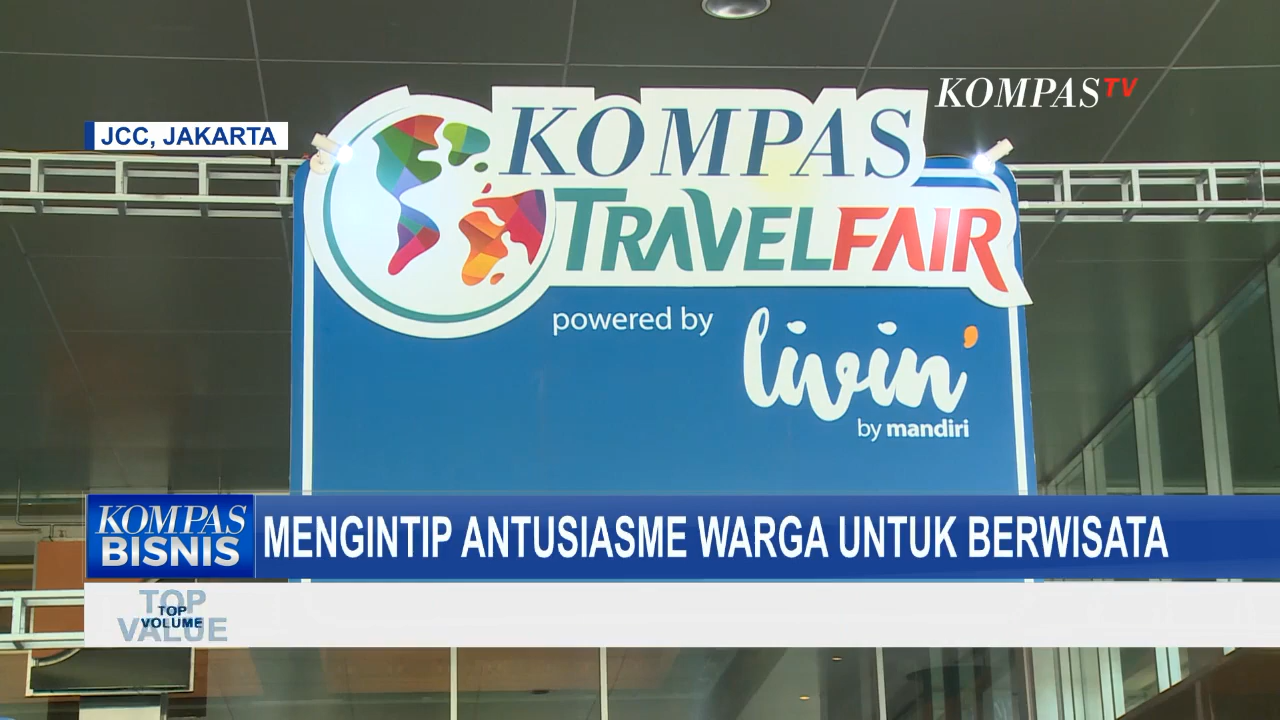 KOMPASTV
JCC, JAKARTA
KOMPAS
TRAVELFAIR
powered by
livin'
by mandiri
KOMPAS
BISNIS
MENGINTIP ANTUSIASME WARGA UNTUK BERWISATA
TOP
VALUE
TOP
VOLUME